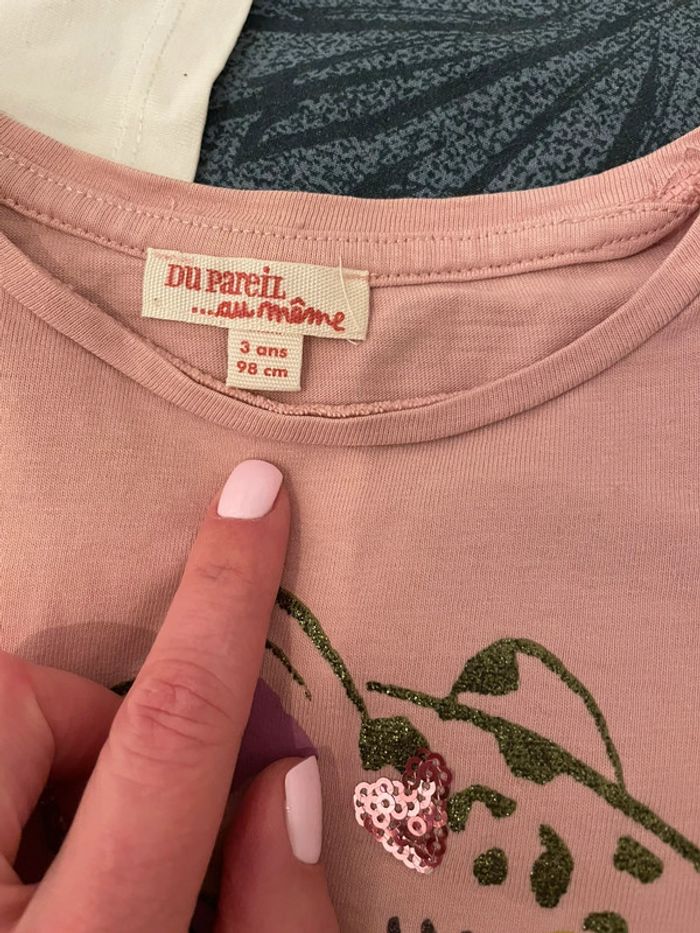 DU PAREIL
...au même
3 ans
98 cm